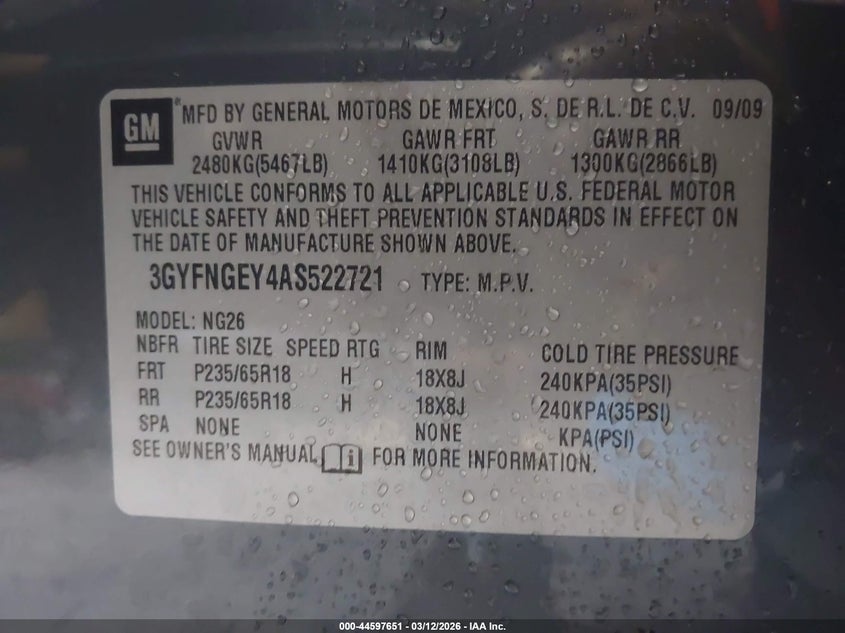 GM *MFD BY GENERAL MOTORS DE MEXICO, S. DE R.L. DE C.V. 09/09
GVWR GAWR FRT GAWR RR
2480KG(5467LB) 1410KG(3108LB) 1300KG(2866LB)
THIS VEHICLE CONFORMS TO ALL APPLICABLE U.S. FEDERAL MOTOR
VEHICLE SAFETY AND THEFT PREVENTION STANDARDS IN EFFECT ON
THE DATE OF MANUFACTURE SHOWN ABOVE.
3GYFNGEY4AS522721 TYPE: M.P.V.
MODEL: NG26
NBFR TIRE SIZE SPEED RTG RIM COLD TIRE PRESSURE
FRT P235/65R18 H 18X8J 240KPA(35PSI)
RR P235/65R18 H 18X8J 240KPA(35PSI)
SPA NONE NONE KPA(PSI)
SEE OWNER'S MANUAL FOR MORE INFORMATION.
000-44597651 - 03/12/2026 - IAA Inc.